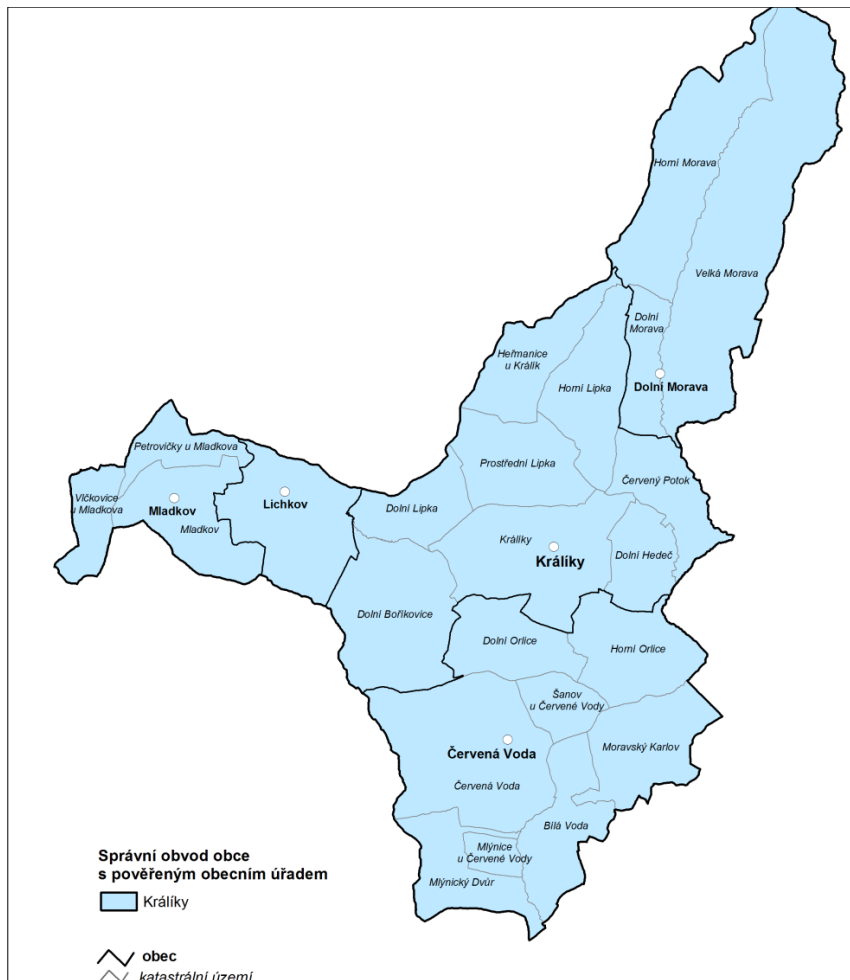 Horní Morava
Velká Morava
Dolní
Morava
Heřmanice
u Králík
Horní Lipka
Dolní Morava
Petrovičky u Mladkova
Prostřední Lipka
Červený Potok
Vlčkovice
u Mladkova
Mladkov
Lichkov
Dolní Lipka
Mladkov
Králíky
Králíky
Dolní Hedeč
Dolní Boříkovice
Dolní Orlice
Horní Orlice
Šanov
u Červené Vody
Červená Voda
Moravský Karlov
Červená Voda
Bílá Voda
Mlýnice
u Červené Vody
Mlýnický Dvůr
Správní obvod obce
s pověřeným obecním úřadem
Králíky
obec
katastrální území